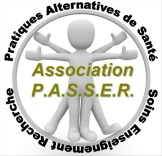 Pratiques Alternatives de Santé
Association
P.A.S.S.E.R.
Soins Enseignement Recherche